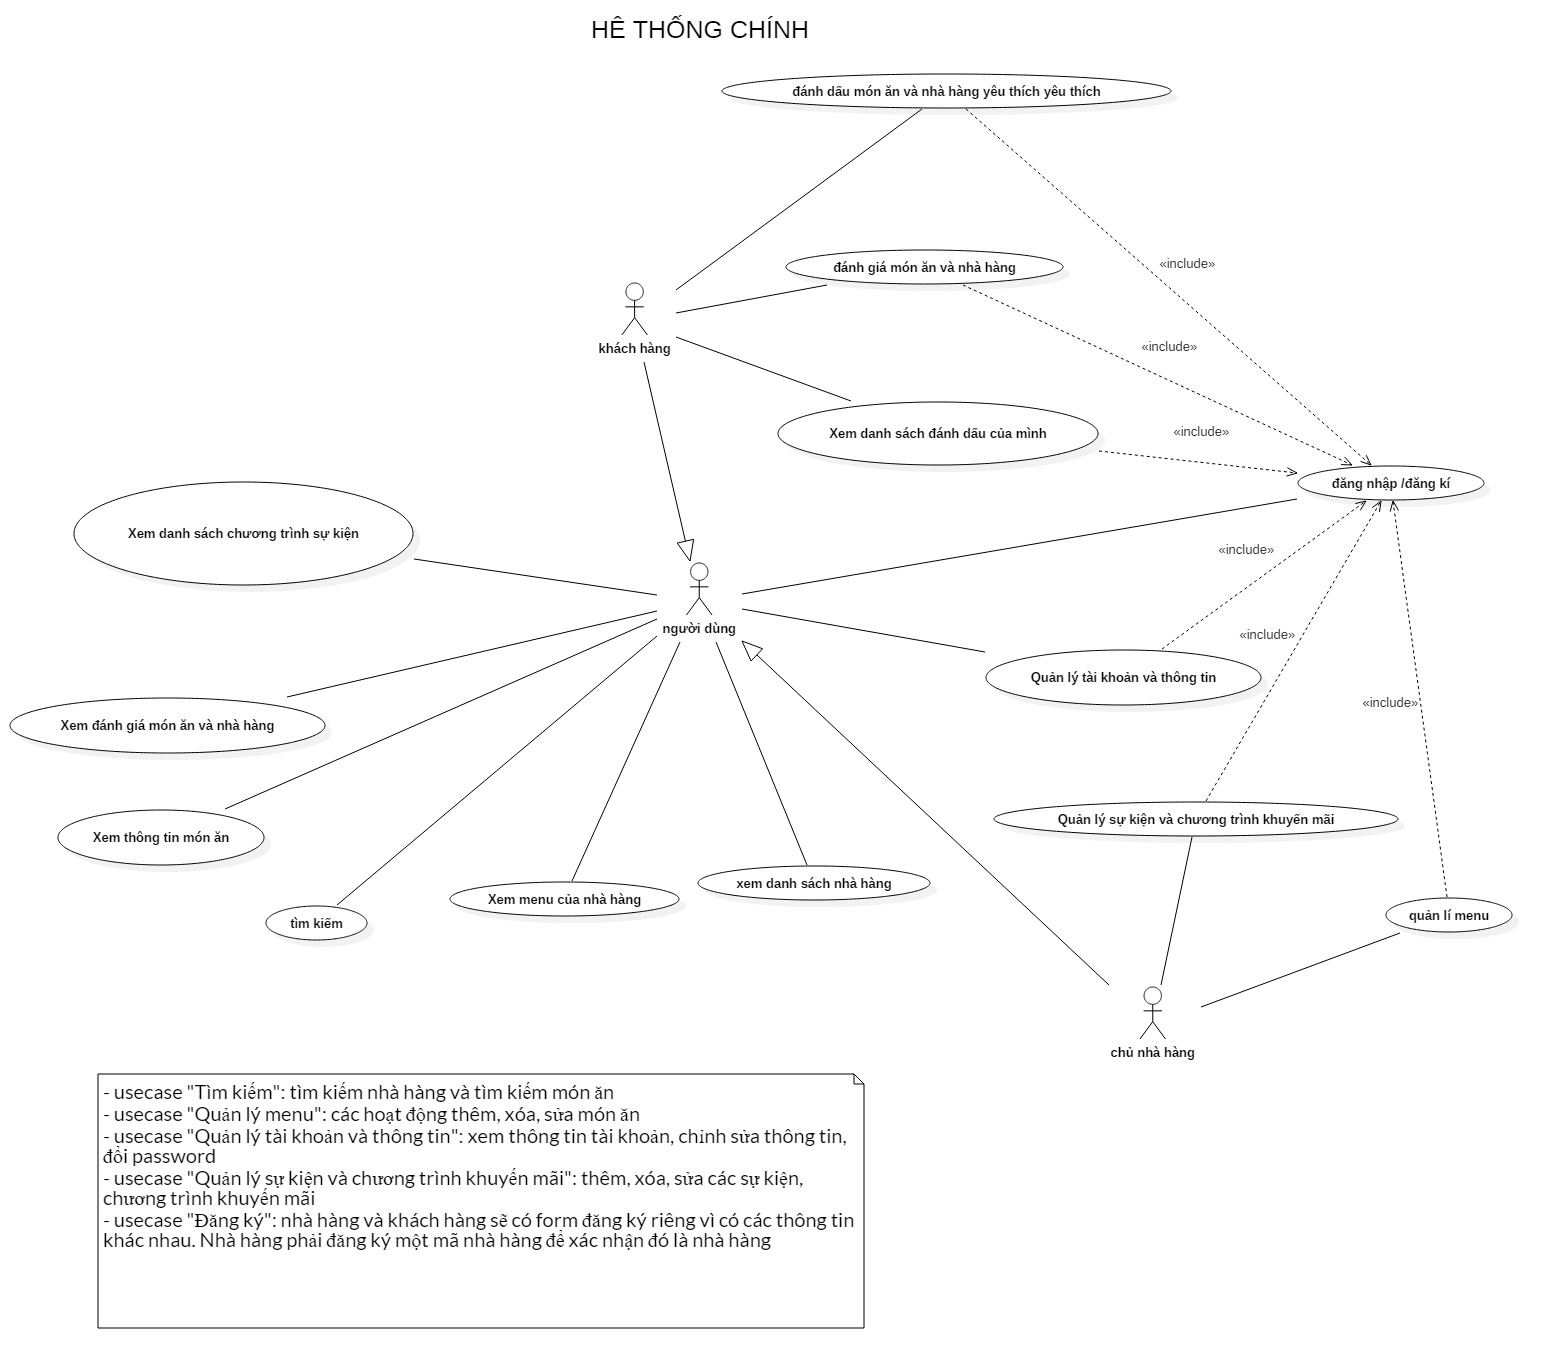 HÊ THỐNG CHÍNH
đánh dấu món ăn và nhà hàng yêu thích yêu thích
«include»
đánh giá món ăn và nhà hàng
«include»
khách hàng
Xem danh sách đánh dấu của mình
«include»
đăng nhập /đăng kí
Xem danh sách chương trình sự kiện
«include»
người dùng
«include»
Quản lý tài khoản và thông tin
«include»
Xem đánh giá món ăn và nhà hàng
Quản lý sự kiện và chương trình khuyến mãi
Xem thông tin món ăn
xem danh sách nhà hàng
Xem menu của nhà hàng
quản lí menu
tìm kiếm
chủ nhà hàng
- usecase "Tìm kiếm": tìm kiếm nhà hàng và tìm kiếm món ăn
- usecase "Quản lý menu": các hoạt động thêm, xóa, sửa món ăn
- usecase "Quản lý tài khoản và thông tin": xem thông tin tài khoản, chỉnh sửa thông tin,
đổi password
- usecase "Quản lý sự kiện và chương trình khuyến mãi": thêm, xóa, sửa các sự kiện,
chương trình khuyến mãi
- usecase "Đăng ký": nhà hàng và khách hàng sẽ có form đăng ký riêng vì có các thông tin
khác nhau. Nhà hàng phải đăng ký một mã nhà hàng để xác nhận đó là nhà hàng